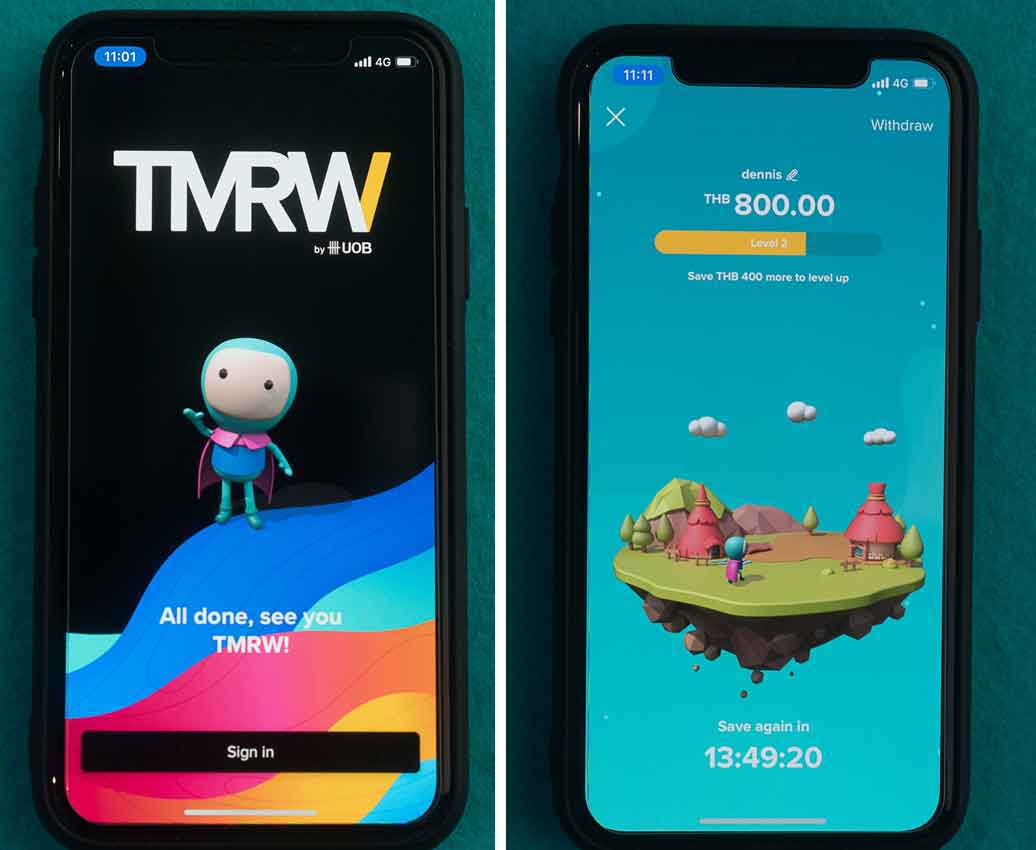 11:01
4G
TMRW
by UOB
All done, see you
TMRW!
Sign in
11:11
4G
Withdraw
dennis
THB 800.00
Level 2
Save THB 400 more to level up
Save again in
13:49:20